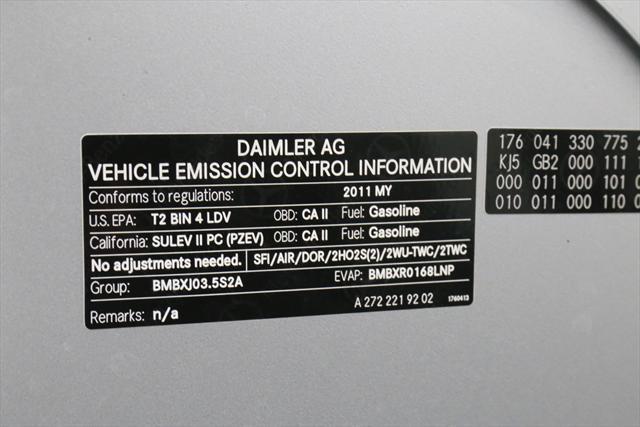 DAIMLER AG
VEHICLE EMISSION CONTROL INFORMATION
Conforms to regulations: 2011 MY
U.S. EPA: T2 BIN 4 LDV OBD: CA II Fuel: Gasoline
California: SULEV II PC (PZEV) OBD: CA II Fuel: Gasoline
No adjustments needed. SFI/AIR/DOR/2HO2S(2)/2WU-TWC/2TWC
Group: BMBXJ03.5S2A EVAP: BMBXR0168LNP
A 272 221 92 02 1760413
Remarks: n/a
176 041 330 775
KJ5 GB2 000 111
000 011 000 101
010 011 000 110